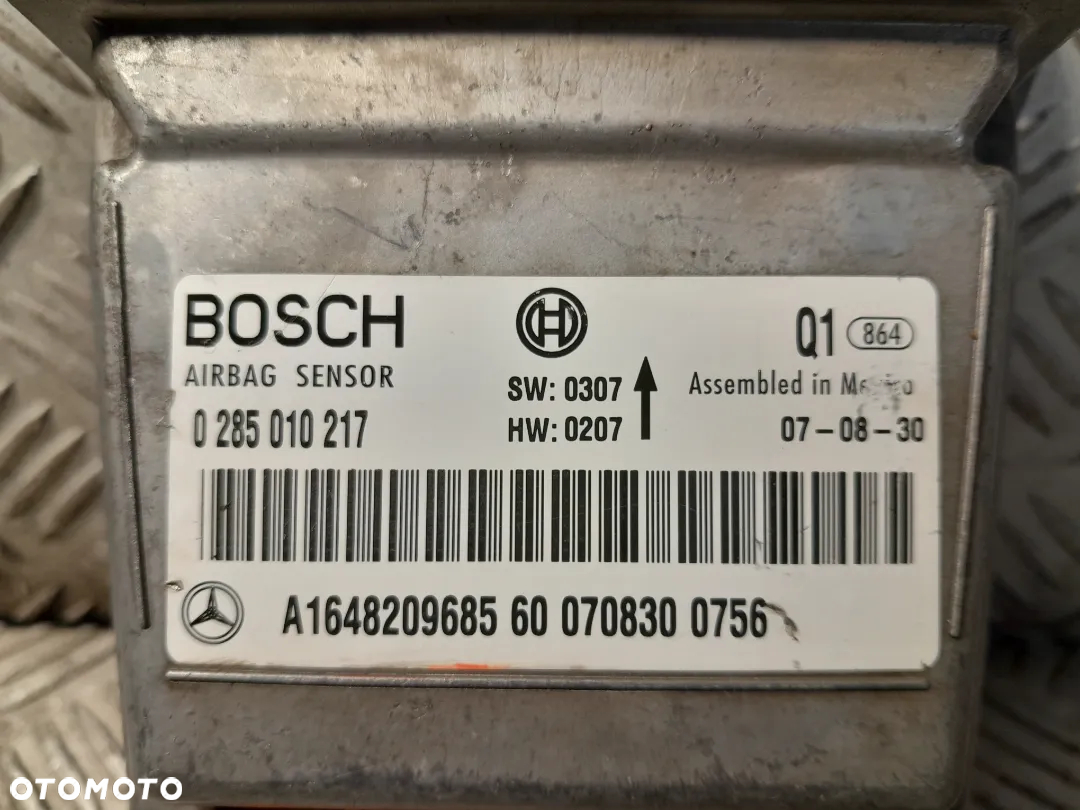 BOSCH
Q1 864
AIRBAG SENSOR
SW: 0307
Assembled in
0 285 010 217
HW: 0207
07-08-30
A1648209685 60 070830 0756
OTOMOTO